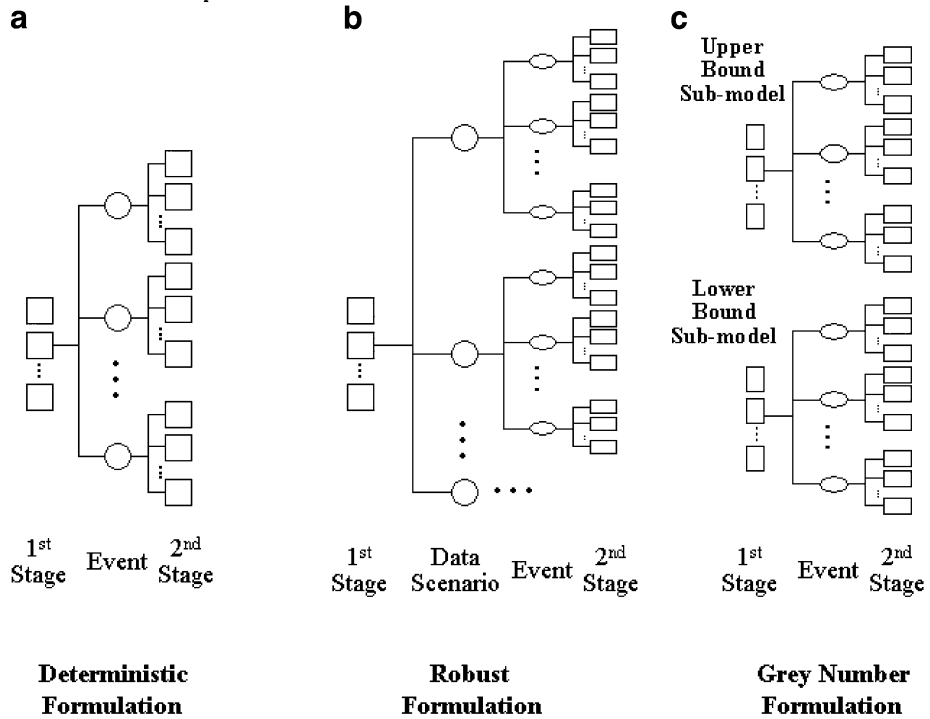 a
1st Stage
Event
2nd Stage
Deterministic
Formulation
b
1st Stage
Data Scenario
Event
2nd Stage
Robust
Formulation
c
Upper
Bound
Sub-model
Lower
Bound
Sub-model
1st Stage
Event
2nd Stage
Grey Number
Formulation